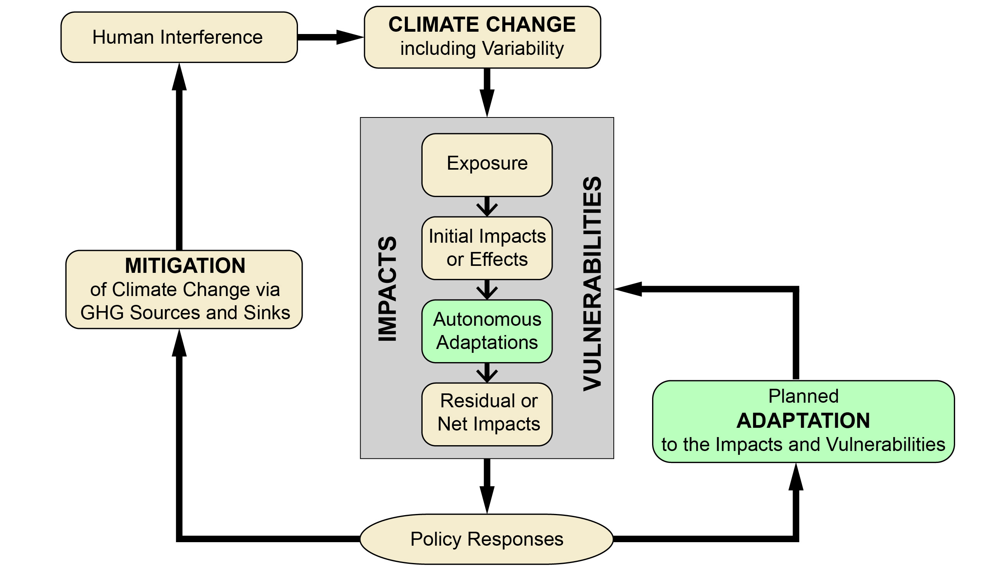 Human Interference
CLIMATE CHANGE
including Variability
Exposure
Initial Impacts
or Effects
Autonomous
Adaptations
Residual or
Net Impacts
IMPACTS
VULNERABILITIES
MITIGATION
of Climate Change via
GHG Sources and Sinks
Planned
ADAPTATION
to the Impacts and Vulnerabilities
Policy Responses